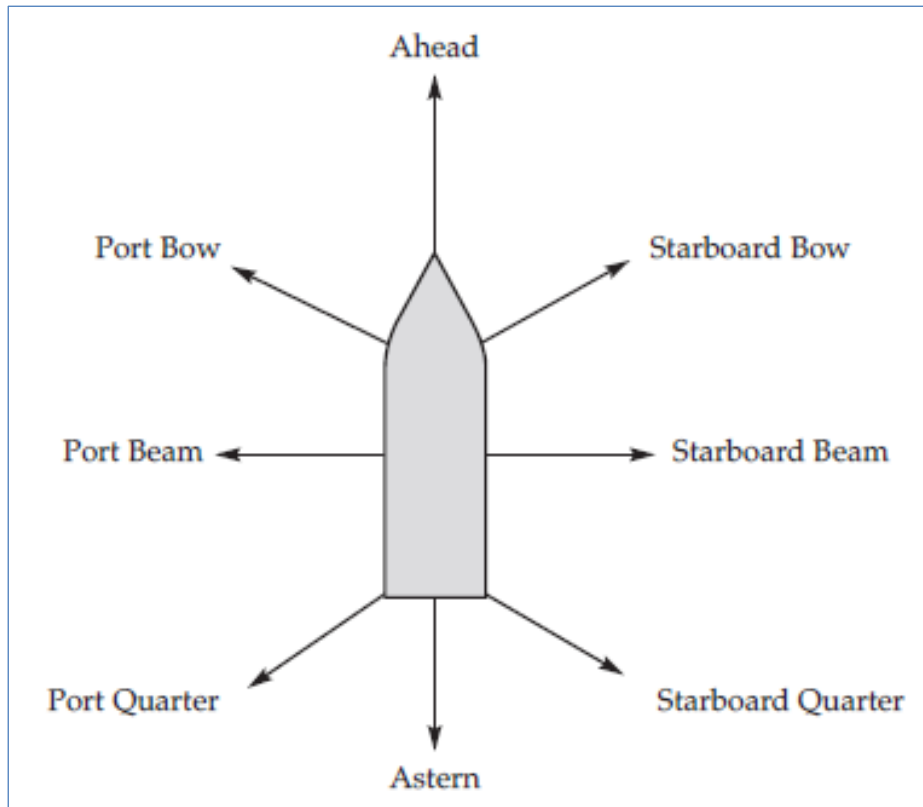 Ahead
Port Bow
Starboard Bow
Port Beam
Starboard Beam
Port Quarter
Starboard Quarter
Astern